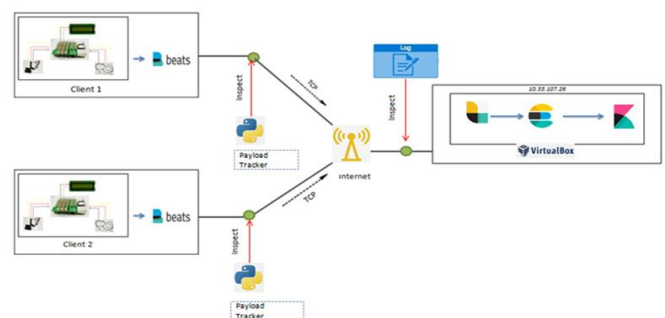 Client 1
beats
Inspect
Payload
Tracker
TCP
Internet
Log
Inspect
10.33.107.26
VirtualBox
Client 2
beats
Inspect
Payload
Tracker
TCP